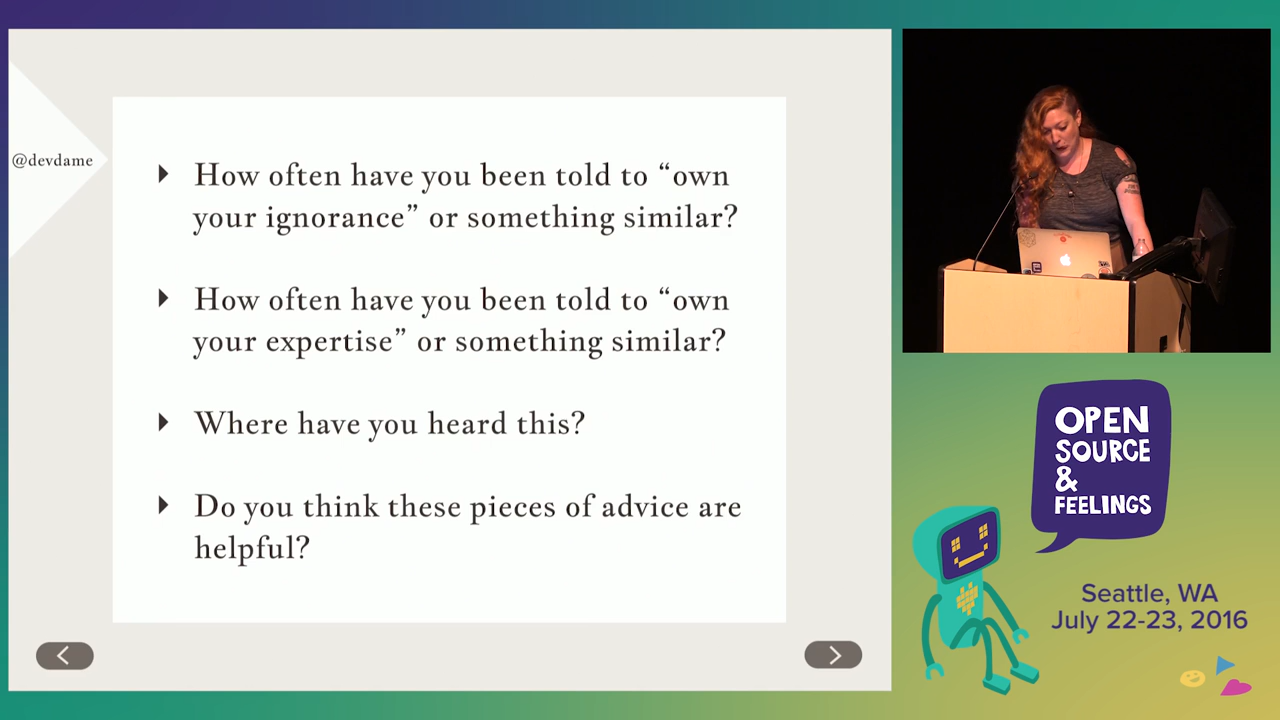 @devdame
How often have you been told to “own
your ignorance” or something similar?
How often have you been told to “own
your expertise” or something similar?
Where have you heard this?
Do you think these pieces of advice are
helpful?
OPEN
SOURCE
&
FEELINGS
Seattle, WA
July 22-23, 2016